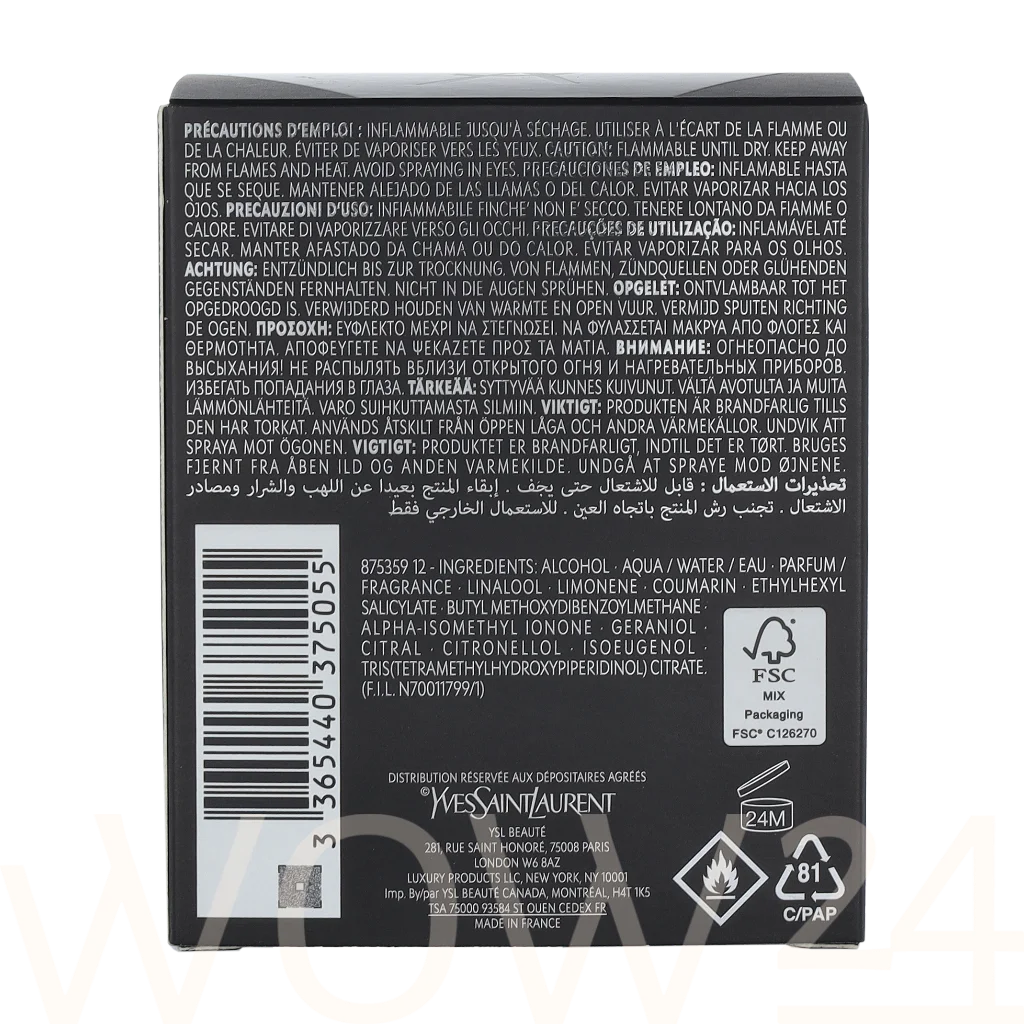 PRÉCAUTIONS D'EMPLOI : INFLAMMABLE JUSQU'À SÉCHAGE. UTILISER À L'ÉCART DE LA FLAMME OU
DE LA CHALEUR. ÉVITER DE VAPORISER VERS LES YEUX. CAUTION: FLAMMABLE UNTIL DRY. KEEP AWAY
FROM FLAMES AND HEAT. AVOID SPRAYING IN EYES. PRECAUCIONES DE EMPLEO: INFLAMABLE HASTA
QUE SE SEQUE. MANTENER ALEJADO DE LAS LLAMAS O DEL CALOR. EVITAR VAPORIZAR HACIA LOS
OJOS. PRECAUZIONI D'USO: INFIAMMABILE FINCHE' NON E' SECCO. TENERE LONTANO DA FIAMME O
CALORE. EVITARE DI VAPORIZZARE VERSO GLI OCCHI. PRECAUÇÕES DE UTILIZAÇÃO: INFLAMÁVEL ATÉ
SECAR. MANTER AFASTADO DA CHAMA OU DO CALOR. EVITAR VAPORIZAR PARA OS OLHOS.
ACHTUNG: ENTZÜNDLICH BIS ZUR TROCKNUNG. VON FLAMMEN, ZÜNDQUELLEN ODER GLÜHENDEN
GEGENSTÄNDEN FERNHALTEN. NICHT IN DIE AUGEN SPRÜHEN. OPGELET: ONTVLAMBAAR TOT HET
OPGEDROOGD IS. VERWIJDERD HOUDEN VAN WARMTE EN OPEN VUUR. VERMIJD SPUITEN RICHTING
DE OGEN. ΠΡΟΣΟΧΗ: ΕΥΦΛΕΚΤΟ ΜΕΧΡΙ ΝΑ ΣΤΕΓΝΩΣΕΙ. ΝΑ ΦΥΛΑΣΣΕΤΑΙ ΜΑΚΡΥΑ ΑΠΟ ΦΛΟΓΕΣ ΚΑΙ
ΘΕΡΜΟΤΗΤΑ. ΑΠΟΦΕΥΓΕΤΕ ΝΑ ΨΕΚΑΖΕΤΕ ΠΡΟΣ ΤΑ ΜΑΤΙΑ. ВНИМАНИЕ: ОГНЕОПАСНО ДО
ВЫСЫХАНИЯ! НЕ РАСПЫЛЯТЬ ВБЛИЗИ ОТКРЫТОГО ОГНЯ И НАГРЕВАТЕЛЬНЫХ ПРИБОРОВ.
ИЗБЕГАТЬ ПОПАДАНИЯ В ГЛАЗА. TÄRKEÄÄ: SYTTYVÄÄ KUNNES KUIVUNUT. VÄLTÄ AVOTULTA JA MUITA
LÄMMÖNLÄHTEITÄ. VARO SUIHKUTTAMASTA SILMIIN. VIKTIGT: PRODUKTEN ÄR BRANDFARLIG TILLS
DEN HAR TORKAT. ANVÄNDS ÅTSKILT FRÅN ÖPPEN LÅGA OCH ANDRA VÄRMEKÄLLOR. UNDVIK ATT
SPRAYA MOT ÖGONEN. VIGTIGT: PRODUKTET ER BRANDFARLIGT, INDTIL DET ER TØRT. BRUGES
FJERNT FRA ÅBEN ILD OG ANDEN VARMEKILDE. UNDGÅ AT SPRAYE MOD ØJNENE.
تحذيرات الاستعمال : قابل للاشتعال حتى يجف . إبقاء المنتج بعيدا عن اللهب والشرار ومصادر
الاشتعال . تجنب رش المنتج باتجاه العين . للاستعمال الخارجي فقط
875359 12 - INGREDIENTS: ALCOHOL · AQUA / WATER / EAU · PARFUM /
FRAGRANCE · LINALOOL · LIMONENE · COUMARIN · ETHYLHEXYL
SALICYLATE · BUTYL METHOXYDIBENZOYLMETHANE ·
ALPHA-ISOMETHYL IONONE · GERANIOL ·
CITRAL · CITRONELLOL · ISOEUGENOL ·
TRIS(TETRAMETHYLHYDROXYPIPERIDINOL) CITRATE.
(F.I.L. N70011799/1)
3 365440 375055
FSC
MIX
Packaging
FSC® C126270
DISTRIBUTION RÉSERVÉE AUX DÉPOSITAIRES AGRÉÉS
©YVESSAINTLAURENT
YSL BEAUTÉ
281, RUE SAINT HONORÉ, 75008 PARIS
LONDON W6 8AZ
LUXURY PRODUCTS LLC, NEW YORK, NY 10001
Imp. By/par YSL BEAUTÉ CANADA, MONTRÉAL, H4T 1K5
TSA 75000 93584 ST OUEN CEDEX FR
MADE IN FRANCE
24M
81
C/PAP
WOW24